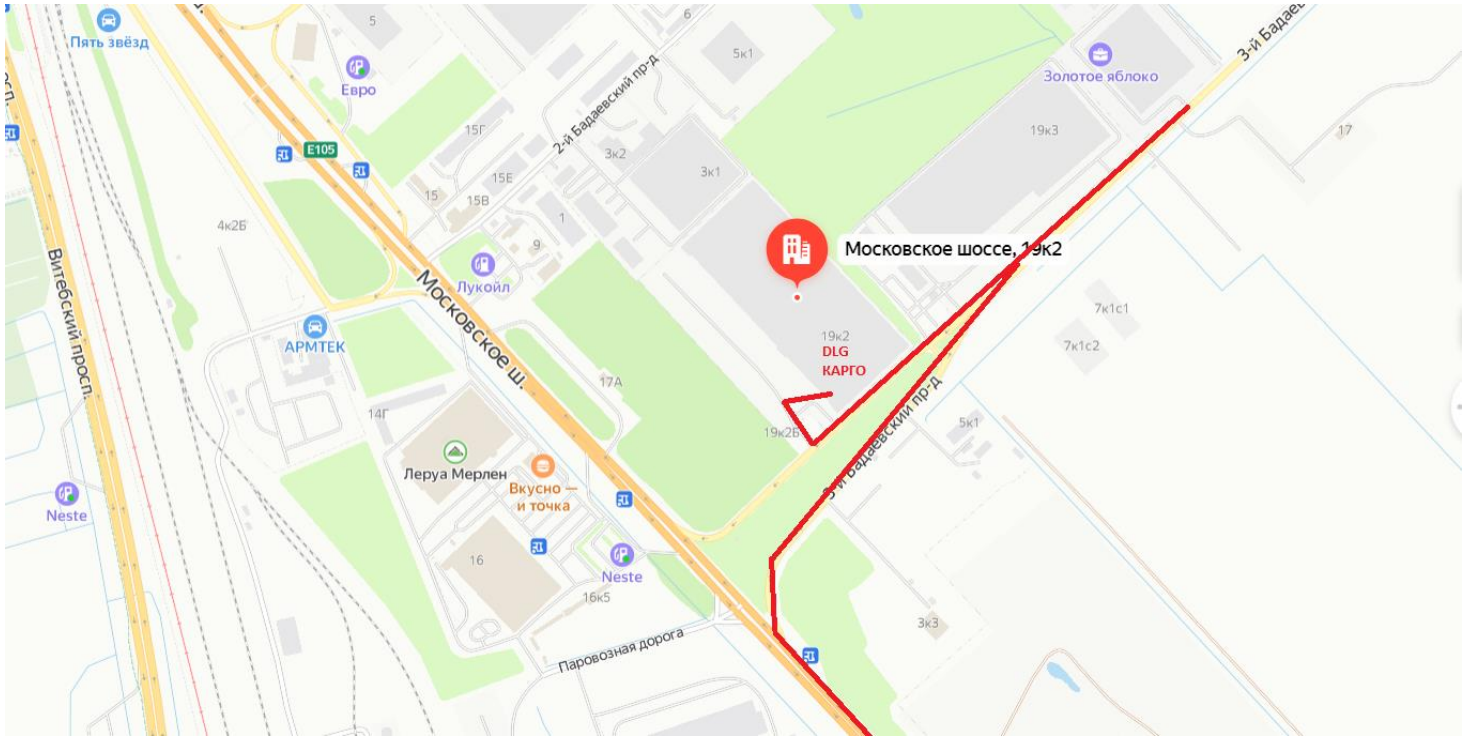 6
5
Пять звёзд
5к1
3-й Бадаев
Золотое яблоко
Евро
2-й Бадаевский пр-д
15Г
19к3
17
E105
3к2
15Е
3к1
15
15В
4к2Б
1
9
Московское шоссе, 19к2
Витебский просп.
Лукойл
Московское ш.
7к1с1
19к2
7к1с2
АРМТЕК
DLG
КАРГО
17А
14Г
19к2Б
5к1
3-й Бадаевский пр-д
Леруа Мерлен
Вкусно —
и точка
Neste
16
Neste
16к5
3к3
Паровозная дорога